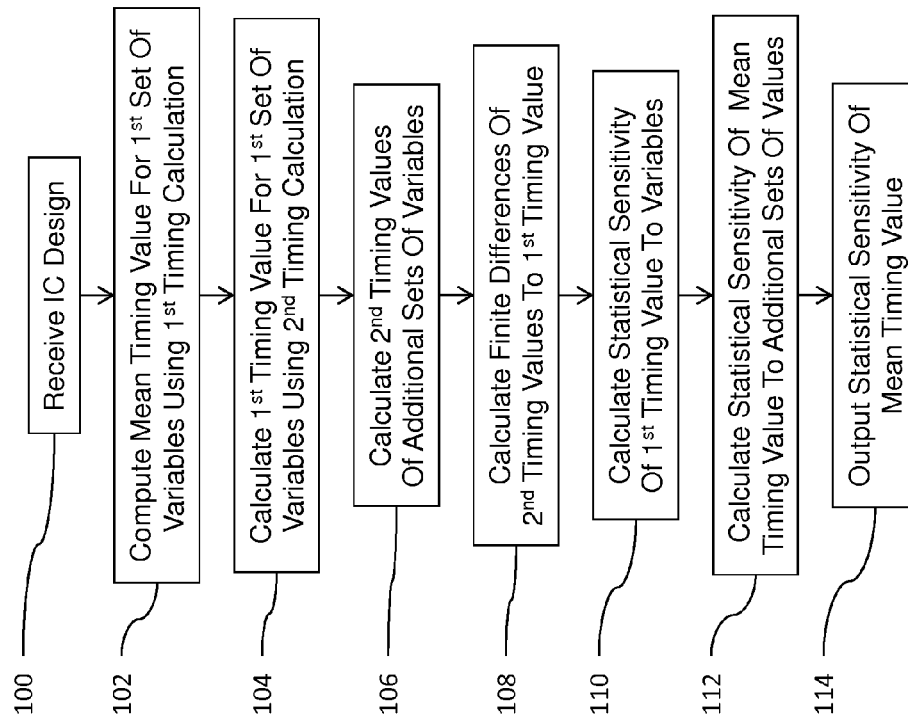 100
Receive IC Design
102
Compute Mean Timing Value For 1st Set Of
Variables Using 1st Timing Calculation
104
Calculate 1st Timing Value For 1st Set Of
Variables Using 2nd Timing Calculation
106
Calculate 2nd Timing Values
Of Additional Sets Of Variables
108
Calculate Finite Differences Of
2nd Timing Values To 1st Timing Value
110
Calculate Statistical Sensitivity
Of 1st Timing Value To Variables
112
Calculate Statistical Sensitivity Of Mean
Timing Value To Additional Sets Of Values
114
Output Statistical Sensitivity Of
Mean Timing Value